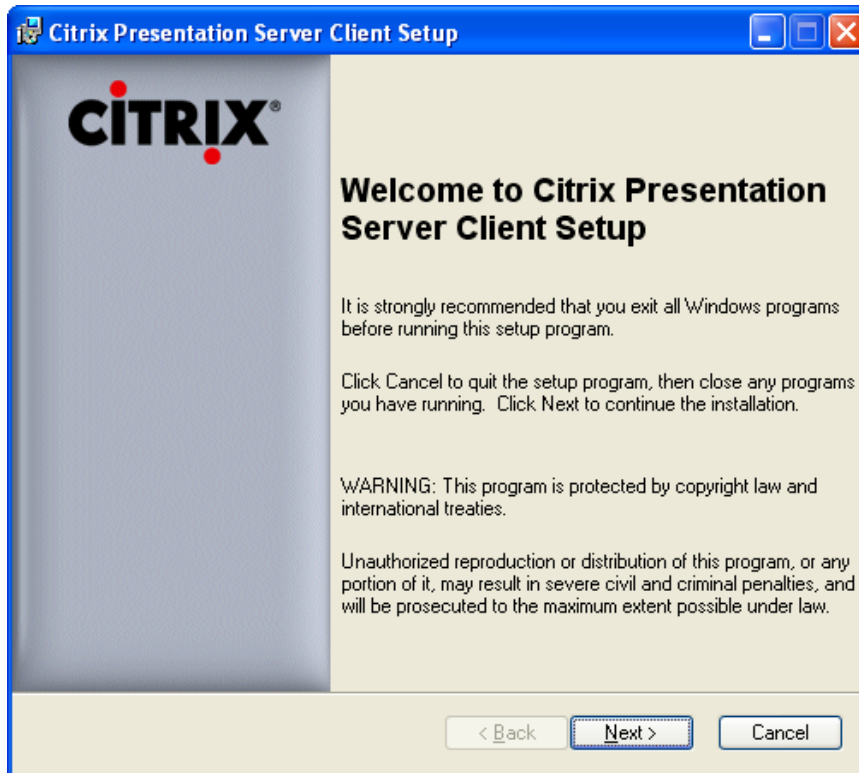 Citrix Presentation Server Client Setup
CITRIX®
Welcome to Citrix Presentation
Server Client Setup
It is strongly recommended that you exit all Windows programs
before running this setup program.
Click Cancel to quit the setup program, then close any programs
you have running.  Click Next to continue the installation.
WARNING: This program is protected by copyright law and
international treaties.
Unauthorized reproduction or distribution of this program, or any
portion of it, may result in severe civil and criminal penalties, and
will be prosecuted to the maximum extent possible under law.
< Back Next > Cancel